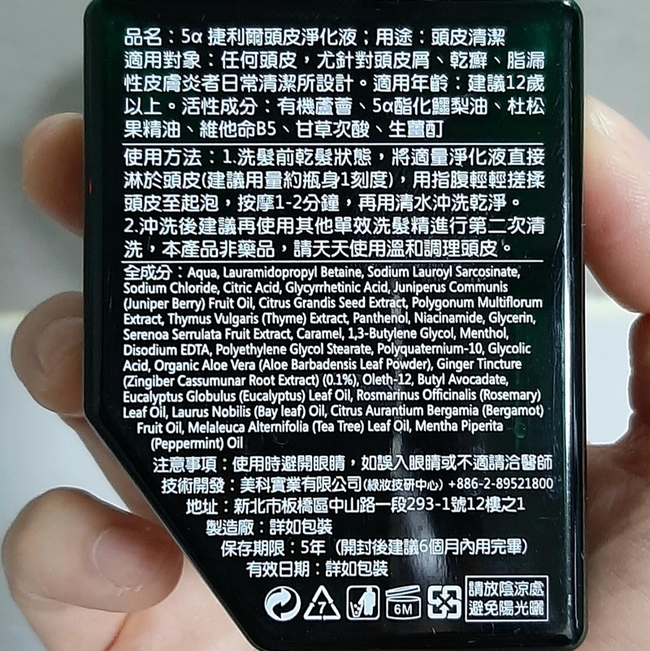 品名：5α 捷利爾頭皮淨化液；用途：頭皮清潔
適用對象：任何頭皮，尤針對頭皮屑、乾癬、脂漏
性皮膚炎者日常清潔所設計。適用年齡：建議12歲
以上。活性成分：有機蘆薈、5α酯化鱷梨油、杜松
果精油、維他命B5、甘草次酸、生薑酊
使用方法：1.洗髮前乾髮狀態，將適量淨化液直接
淋於頭皮(建議用量約瓶身1刻度)，用指腹輕輕搓揉
頭皮至起泡，按摩1-2分鐘，再用清水沖洗乾淨。
2.沖洗後建議再使用其他單效洗髮精進行第二次清
洗，本產品非藥品，請天天使用溫和調理頭皮。
全成分：Aqua, Lauramidopropyl Betaine, Sodium Lauroyl Sarcosinate,
Sodium Chloride, Citric Acid, Glycyrrhetinic Acid, Juniperus Communis
(Juniper Berry) Fruit Oil, Citrus Grandis Seed Extract, Polygonum Multiflorum
Extract, Thymus Vulgaris (Thyme) Extract, Panthenol, Niacinamide, Glycerin,
Serenoa Serrulata Fruit Extract, Caramel, 1,3-Butylene Glycol, Menthol,
Disodium EDTA, Polyethylene Glycol Stearate, Polyquaternium-10, Glycolic
Acid, Organic Aloe Vera (Aloe Barbadensis Leaf Powder), Ginger Tincture
(Zingiber Cassumunar Root Extract) (0.1%), Oleth-12, Butyl Avocadate,
Eucalyptus Globulus (Eucalyptus) Leaf Oil, Rosmarinus Officinalis (Rosemary)
Leaf Oil, Laurus Nobilis (Bay leaf) Oil, Citrus Aurantium Bergamia (Bergamot)
Fruit Oil, Melaleuca Alternifolia (Tea Tree) Leaf Oil, Mentha Piperita
(Peppermint) Oil
注意事項：使用時避開眼睛，如誤入眼睛或不適請洽醫師
技術開發：美科實業有限公司(綠妝技研中心) +886-2-89521800
地址：新北市板橋區中山路一段293-1號12樓之1
製造廠：詳如包裝
保存期限：5年（開封後建議6個月內用完畢）
有效日期：詳如包裝
7
6M
請放陰涼處
避免陽光曬